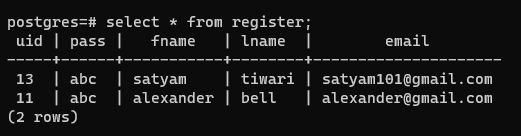 postgres=# select * from register;
 uid | pass |   fname   | lname  |        email
-----+------+-----------+--------+---------------------
 13  | abc  | satyam    | tiwari | satyam101@gmail.com
 11  | abc  | alexander | bell   | alexander@gmail.com
(2 rows)